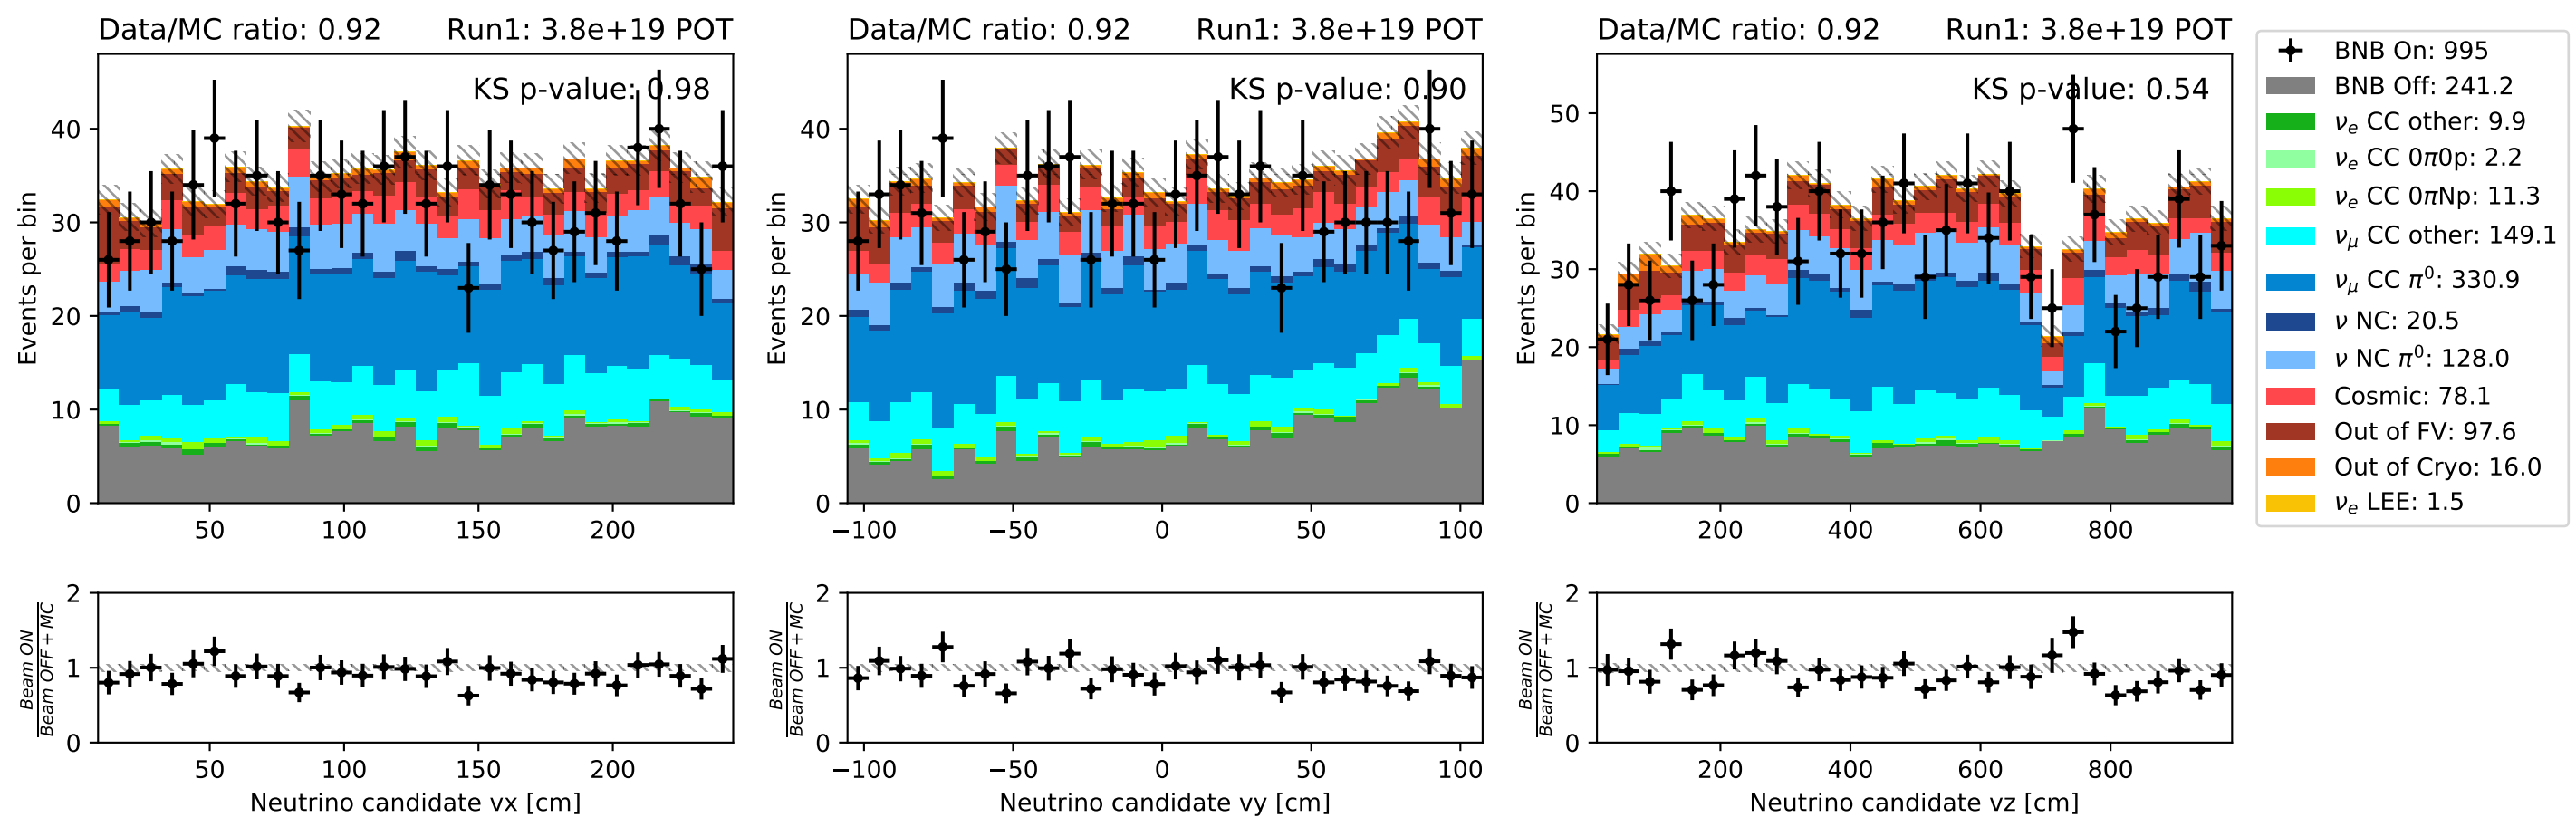 Data/MC ratio: 0.92 Run1: 3.8e+19 POT
KS p-value: 0.98
Events per bin
40
30
20
10
0
50 100 150 200
Beam ON
Beam OFF + MC
2
1
0
50 100 150 200
Neutrino candidate vx [cm]
Data/MC ratio: 0.92 Run1: 3.8e+19 POT
KS p-value: 0.90
Events per bin
40
30
20
10
0
−100 −50 0 50 100
Beam ON
Beam OFF + MC
2
1
0
−100 −50 0 50 100
Neutrino candidate vy [cm]
Data/MC ratio: 0.92 Run1: 3.8e+19 POT
KS p-value: 0.54
Events per bin
50
40
30
20
10
0
200 400 600 800
Beam ON
Beam OFF + MC
2
1
0
200 400 600 800
Neutrino candidate vz [cm]
BNB On: 995
BNB Off: 241.2
νe CC other: 9.9
νe CC 0π0p: 2.2
νe CC 0πNp: 11.3
νμ CC other: 149.1
νμ CC π⁰: 330.9
ν NC: 20.5
ν NC π⁰: 128.0
Cosmic: 78.1
Out of FV: 97.6
Out of Cryo: 16.0
νe LEE: 1.5